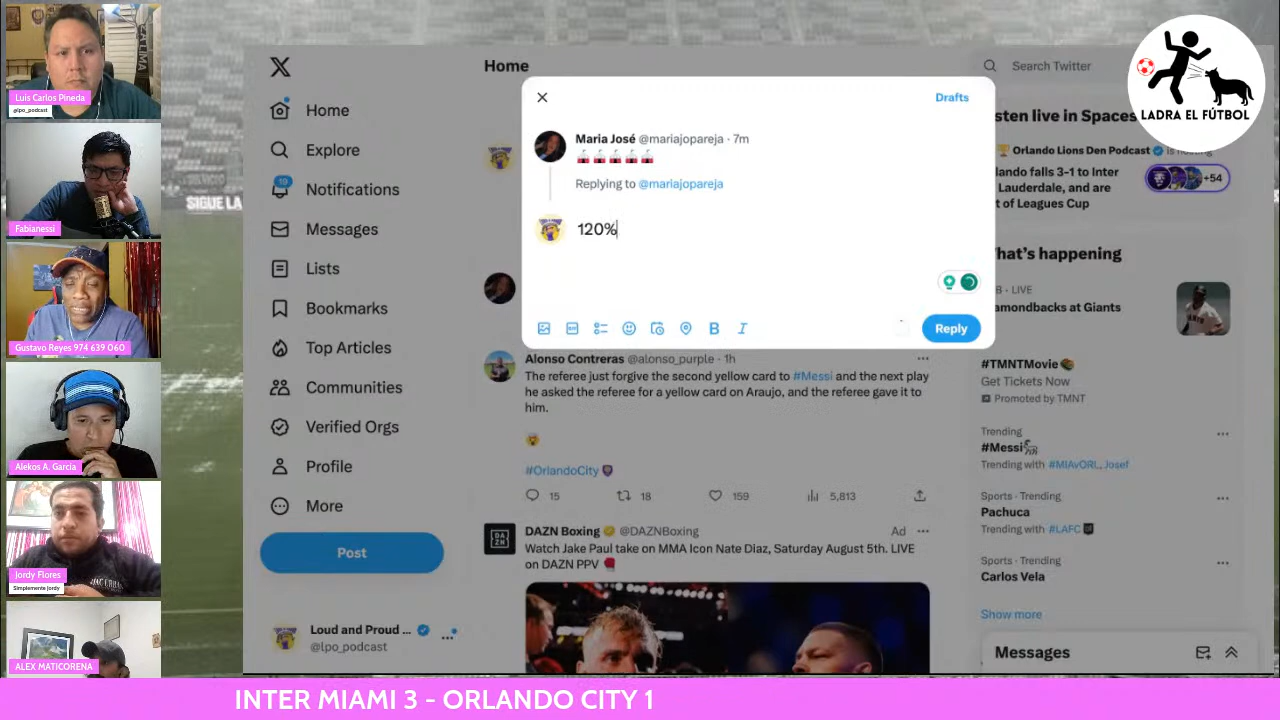 Luis Carlos Pineda
@lpo_podcast
Fabianessi
Gustavo Reyes 974 639 060
Alekos A. García
Jordy Flores
Simplemente Jordy
ALEX MATICORENA
SIGUE LA
Home
Explore
19
Notifications
Messages
Lists
Bookmarks
Top Articles
Communities
Verified Orgs
Profile
More
Post
Loud and Proud ...
@lpo_podcast
Home
Drafts
Maria José @mariajopareja · 7m
Replying to @mariajopareja
120%
B I
Reply
Alonso Contreras @alonso_purple · 1h
The referee just forgive the second yellow card to #Messi and the next play
he asked the referee for a yellow card on Araujo, and the referee gave it to
him.
#OrlandoCity
15 18 159 5,813
DAZN Boxing @DAZNBoxing Ad
Watch Jake Paul take on MMA Icon Nate Diaz, Saturday August 5th. LIVE
on DAZN PPV
Search Twitter
sten live in Spaces
Orlando Lions Den Podcast is
lando falls 3-1 to Inter
Lauderdale, and are
t of Leagues Cup
+54
hat's happening
B · LIVE
amondbacks at Giants
#TMNTMovie
Get Tickets Now
Promoted by TMNT
Trending
#Messi
Trending with #MIAvORL, Josef
Sports · Trending
Pachuca
Trending with #LAFC
Sports · Trending
Carlos Vela
Show more
Messages
LADRA EL FÚTBOL
INTER MIAMI 3 - ORLANDO CITY 1